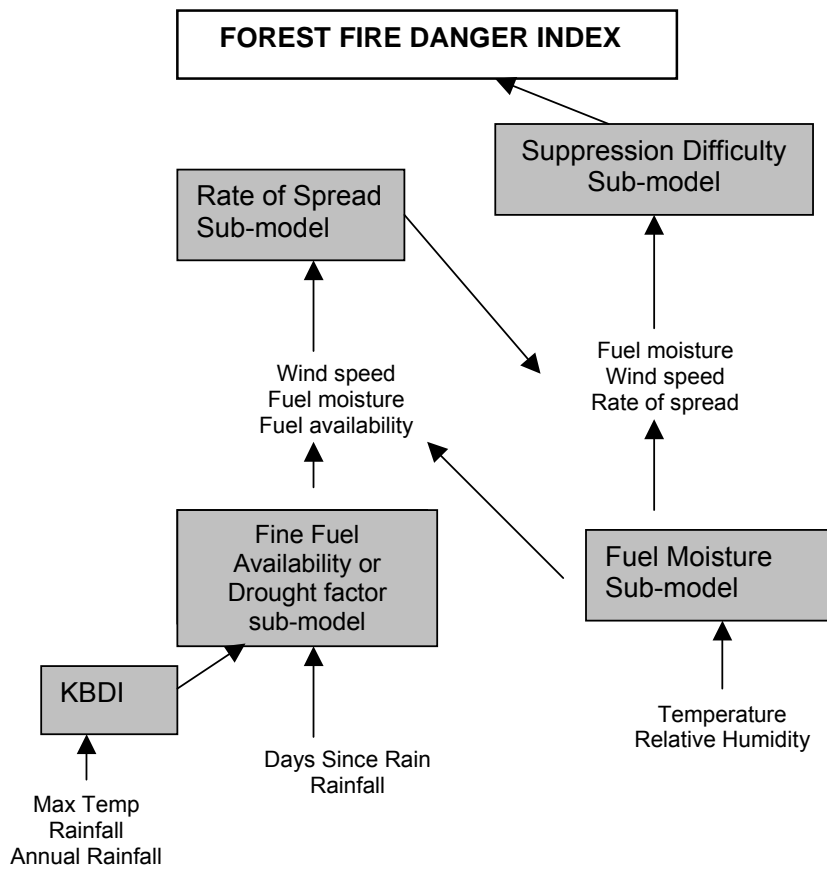 FOREST FIRE DANGER INDEX
Suppression Difficulty
Sub-model
Rate of Spread
Sub-model
Fuel moisture
Wind speed
Rate of spread
Wind speed
Fuel moisture
Fuel availability
Fine Fuel
Availability or
Drought factor
sub-model
Fuel Moisture
Sub-model
KBDI
Temperature
Relative Humidity
Days Since Rain
Rainfall
Max Temp
Rainfall
Annual Rainfall